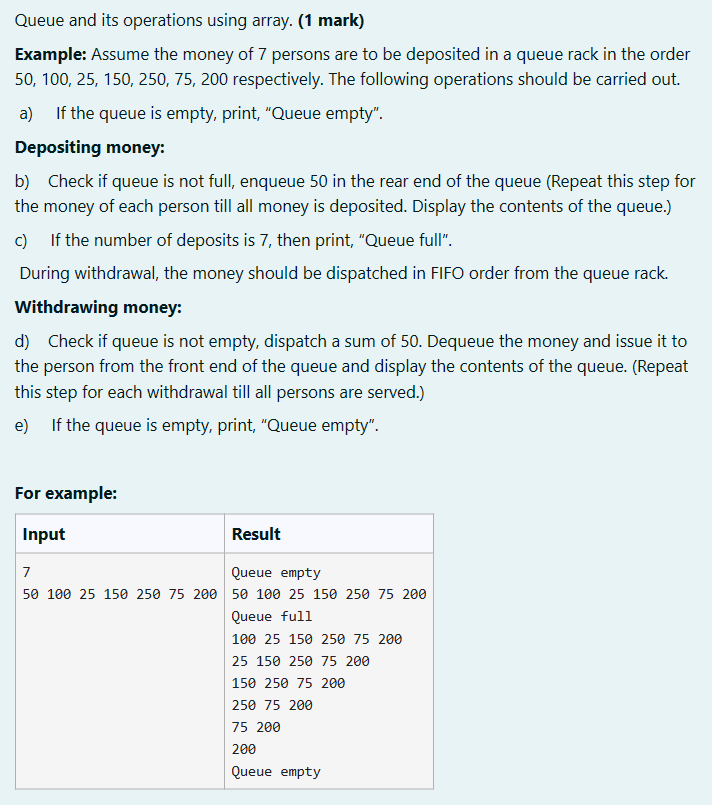 Queue and its operations using array. (1 mark)
Example: Assume the money of 7 persons are to be deposited in a queue rack in the order
50, 100, 25, 150, 250, 75, 200 respectively. The following operations should be carried out.
a) If the queue is empty, print, “Queue empty”.
Depositing money:
b) Check if queue is not full, enqueue 50 in the rear end of the queue (Repeat this step for
the money of each person till all money is deposited. Display the contents of the queue.)
c) If the number of deposits is 7, then print, “Queue full”.
During withdrawal, the money should be dispatched in FIFO order from the queue rack.
Withdrawing money:
d) Check if queue is not empty, dispatch a sum of 50. Dequeue the money and issue it to
the person from the front end of the queue and display the contents of the queue. (Repeat
this step for each withdrawal till all persons are served.)
e) If the queue is empty, print, “Queue empty”.
For example:
Input Result
7 Queue empty
50 100 25 150 250 75 200 50 100 25 150 250 75 200
Queue full
100 25 150 250 75 200
25 150 250 75 200
150 250 75 200
250 75 200
75 200
200
Queue empty